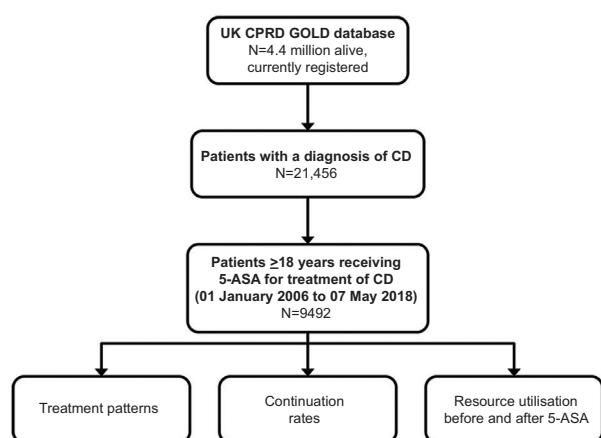 UK CPRD GOLD database
N=4.4 million alive,
currently registered
Patients with a diagnosis of CD
N=21,456
Patients ≥18 years receiving
5-ASA for treatment of CD
(01 January 2006 to 07 May 2018)
N=9492
Treatment patterns
Continuation
rates
Resource utilisation
before and after 5-ASA